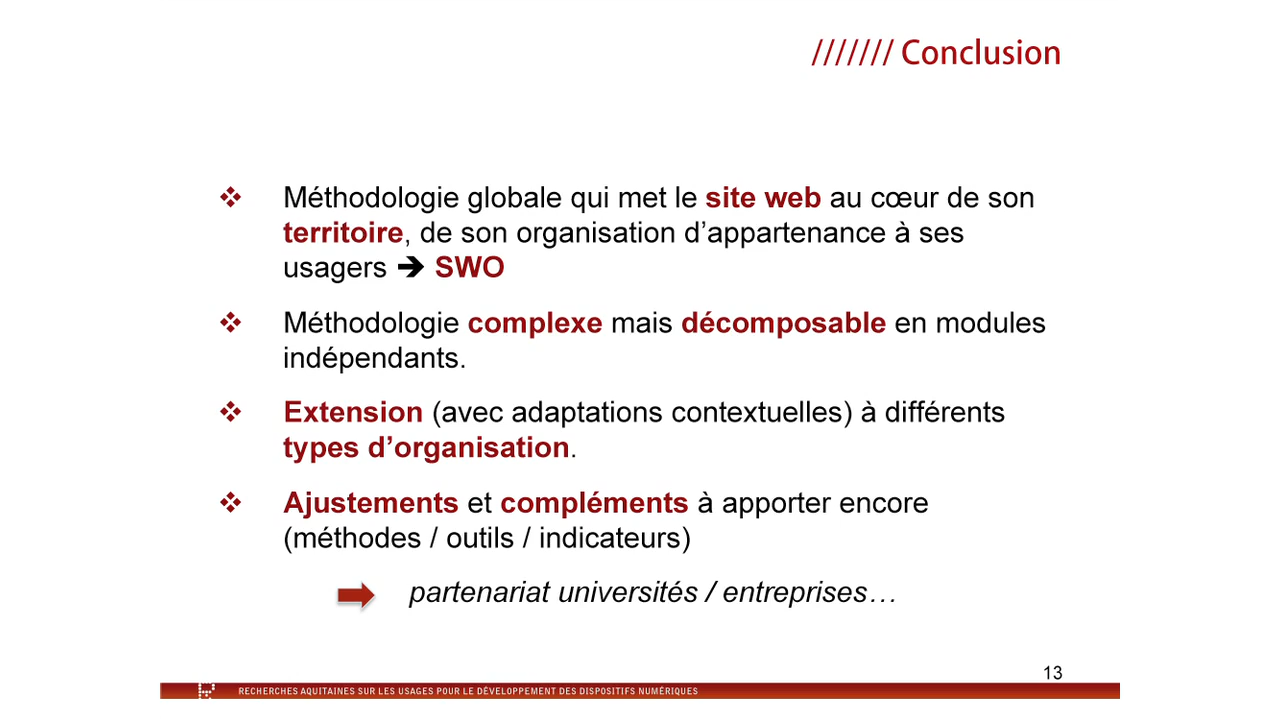 /////// Conclusion
❖ Méthodologie globale qui met le site web au cœur de son
territoire, de son organisation d’appartenance à ses
usagers ➔ SWO
❖ Méthodologie complexe mais décomposable en modules
indépendants.
❖ Extension (avec adaptations contextuelles) à différents
types d’organisation.
❖ Ajustements et compléments à apporter encore
(méthodes / outils / indicateurs)
partenariat universités / entreprises…
13
RECHERCHES AQUITAINES SUR LES USAGES POUR LE DÉVELOPPEMENT DES DISPOSITIFS NUMÉRIQUES